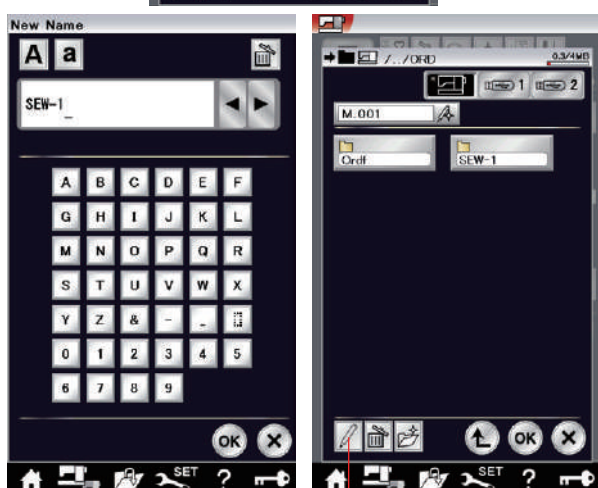 New Name
A a
SEW-1_
A B C D E F
G H I J K L
M N O P Q R
S T U V W X
Y Z & - _
0 1 2 3 4 5
6 7 8 9
OK X
SET ?
/../ORD 0.3/4MB
1 2
M.001
Ordf SEW-1
OK X
SET ?